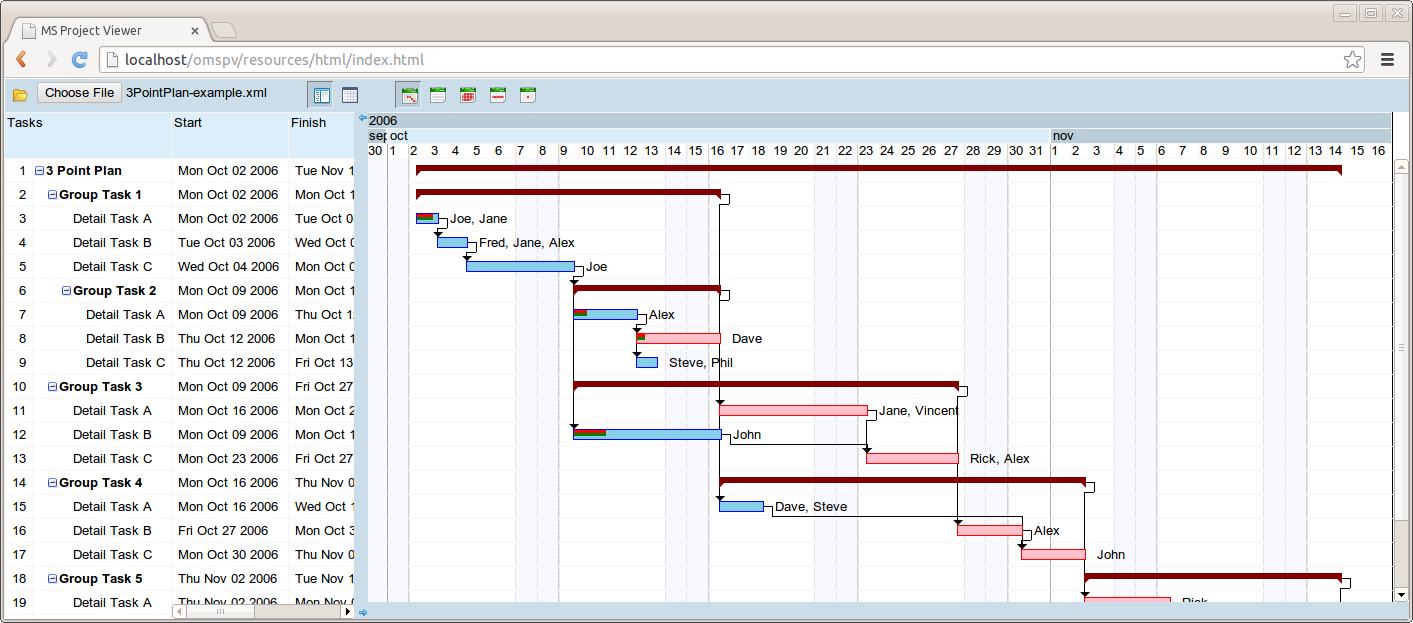 MS Project Viewer
localhost/omspv/resources/html/index.html
Choose File 3PointPlan-example.xml
Tasks Start Finish 2006
sep oct nov
30 1 2 3 4 5 6 7 8 9 10 11 12 13 14 15 16 17 18 19 20 21 22 23 24 25 26 27 28 29 30 31 1 2 3 4 5 6 7 8 9 10 11 12 13 14 15 16
1 3 Point Plan Mon Oct 02 2006 Tue Nov 1
2 Group Task 1 Mon Oct 02 2006 Mon Oct 1
3 Detail Task A Mon Oct 02 2006 Tue Oct 0 Joe, Jane
4 Detail Task B Tue Oct 03 2006 Wed Oct 0 Fred, Jane, Alex
5 Detail Task C Wed Oct 04 2006 Mon Oct 0 Joe
6 Group Task 2 Mon Oct 09 2006 Mon Oct 1
7 Detail Task A Mon Oct 09 2006 Thu Oct 1 Alex
8 Detail Task B Thu Oct 12 2006 Mon Oct 1 Dave
9 Detail Task C Thu Oct 12 2006 Fri Oct 13 Steve, Phil
10 Group Task 3 Mon Oct 09 2006 Fri Oct 27
11 Detail Task A Mon Oct 16 2006 Mon Oct 2 Jane, Vincent
12 Detail Task B Mon Oct 09 2006 Mon Oct 1 John
13 Detail Task C Mon Oct 23 2006 Fri Oct 27 Rick, Alex
14 Group Task 4 Mon Oct 16 2006 Thu Nov 0
15 Detail Task A Mon Oct 16 2006 Wed Oct 1 Dave, Steve
16 Detail Task B Fri Oct 27 2006 Mon Oct 3 Alex
17 Detail Task C Mon Oct 30 2006 Thu Nov 0 John
18 Group Task 5 Thu Nov 02 2006 Tue Nov 1
19 Detail Task A Thu Nov 02 2006 Mon Nov Rick